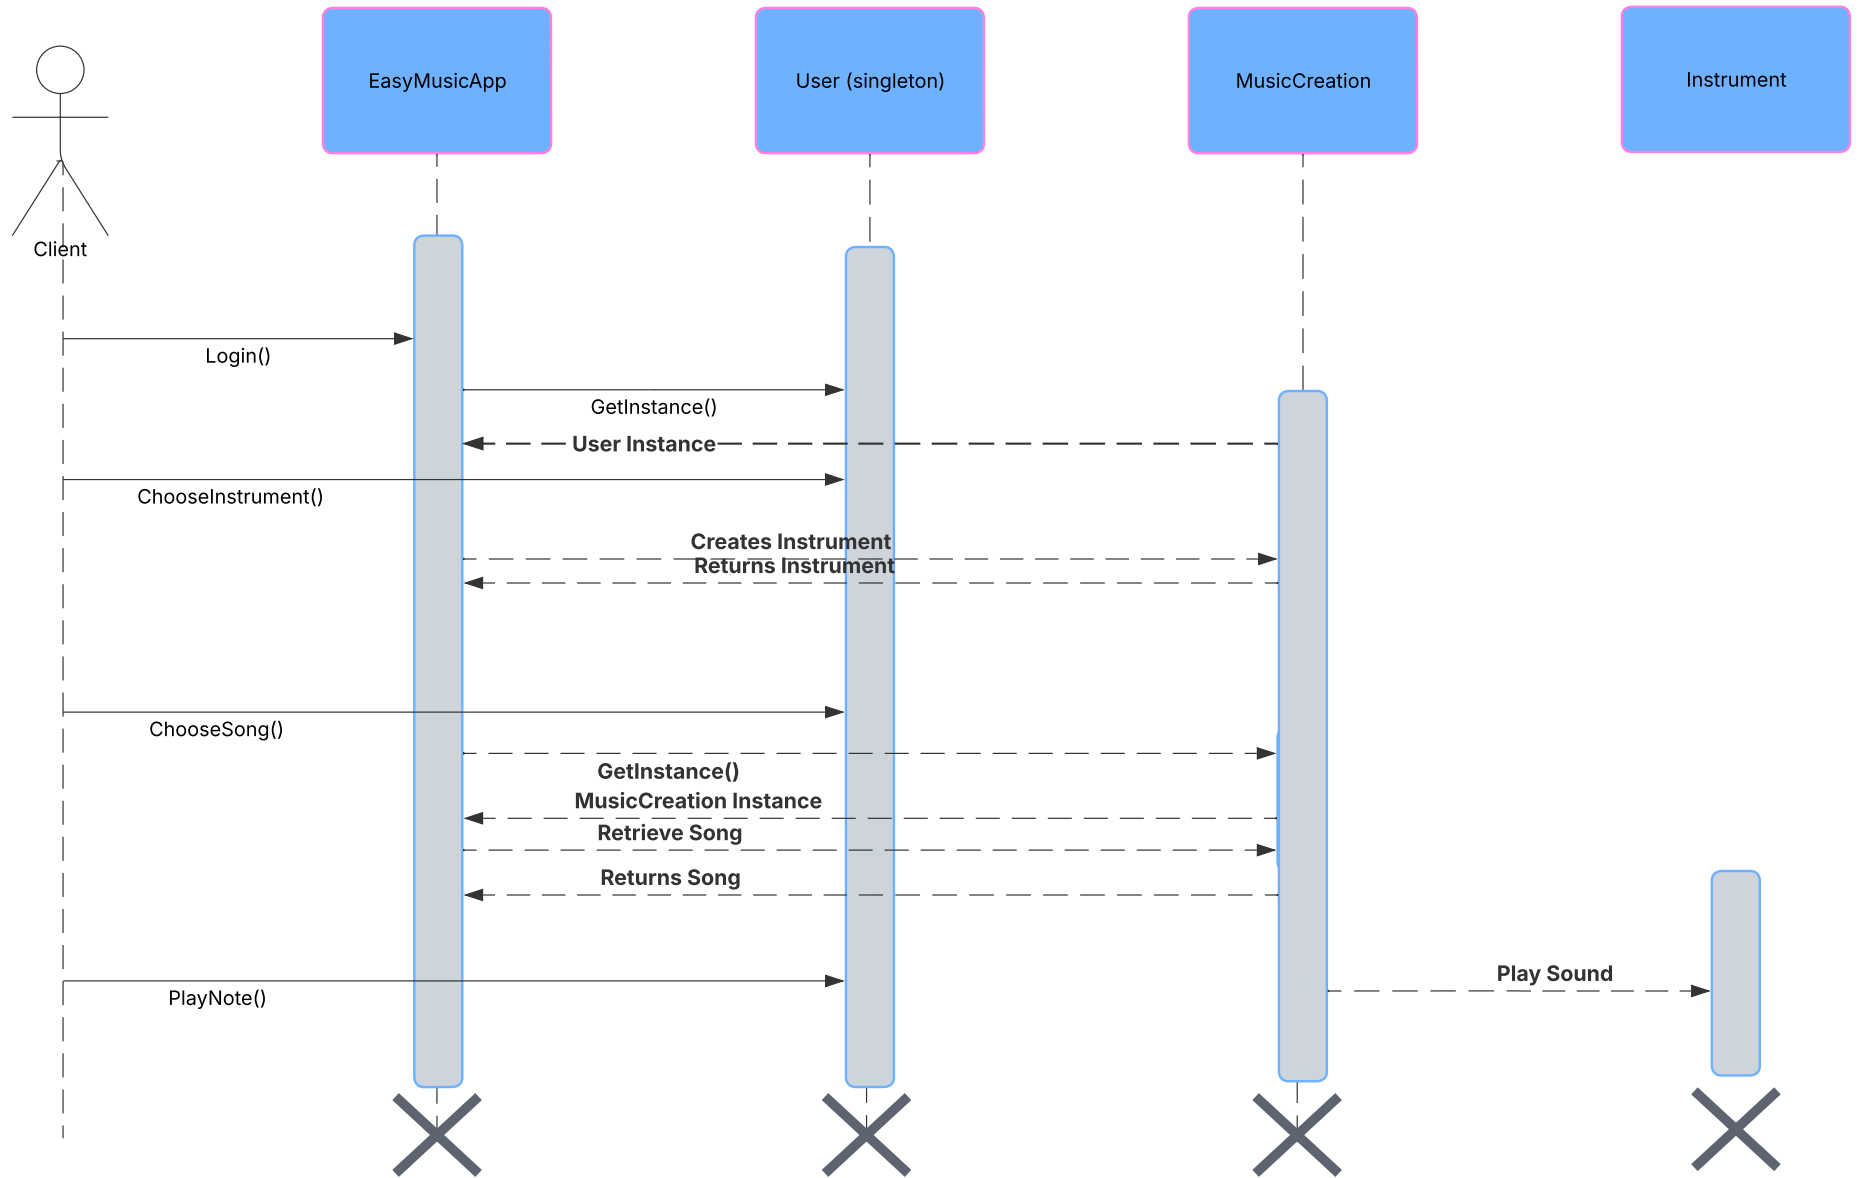 EasyMusicApp
User (singleton)
MusicCreation
Instrument
Client
Login()
GetInstance()
User Instance
ChooseInstrument()
Creates Instrument
Returns Instrument
ChooseSong()
GetInstance()
MusicCreation Instance
Retrieve Song
Returns Song
Play Sound
PlayNote()